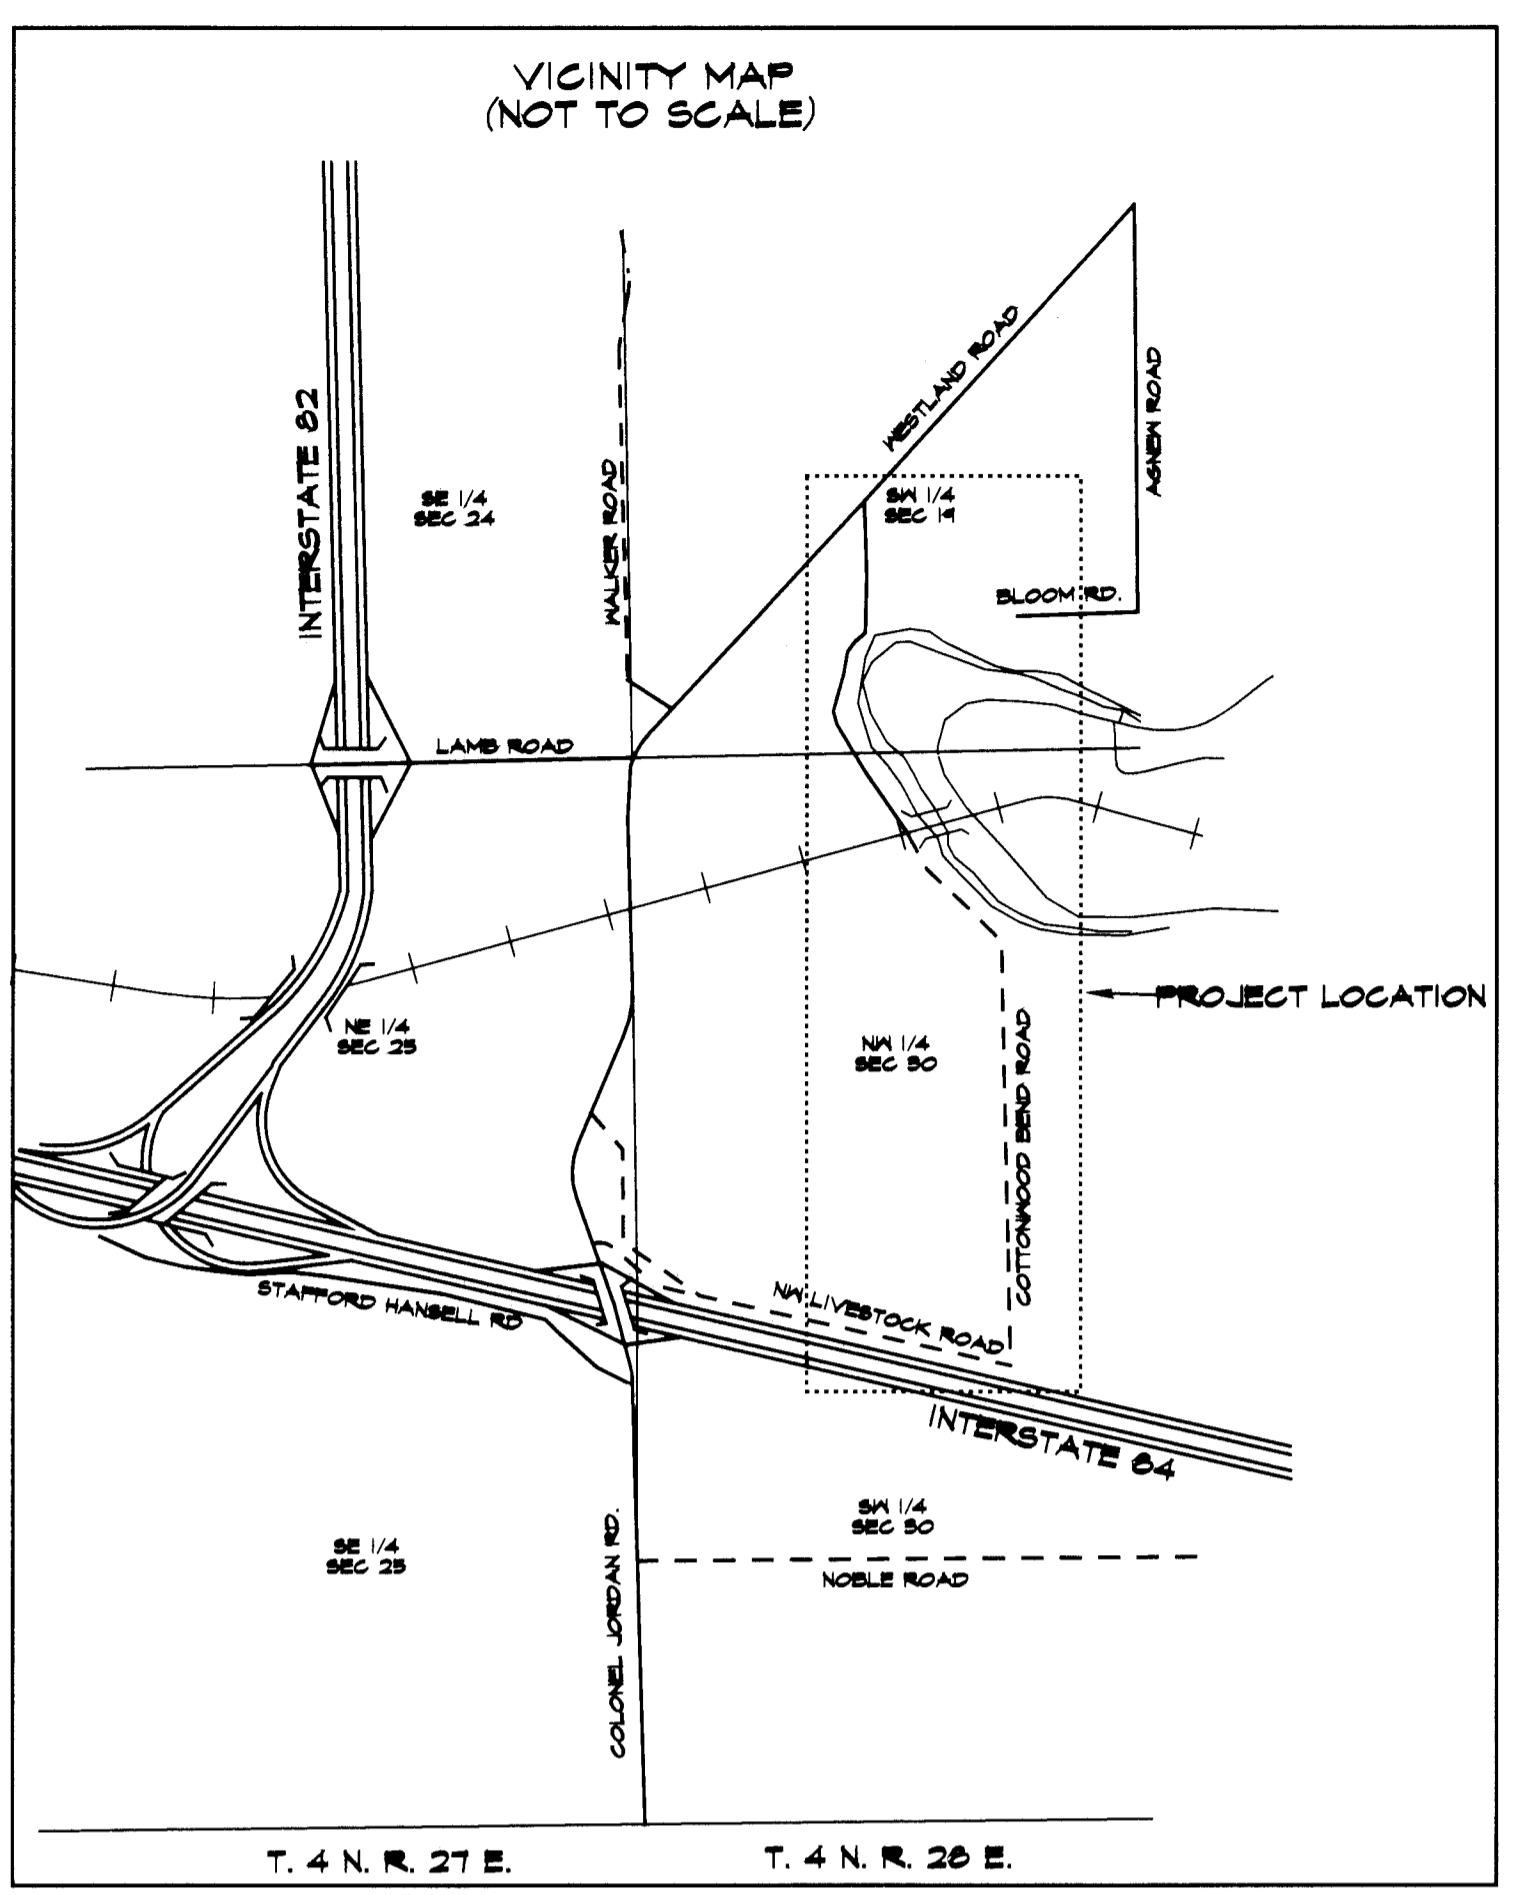 VICINITY MAP
(NOT TO SCALE)
INTERSTATE 82
SE 1/4
SEC 24
WALKER ROAD
WESTLAND ROAD
AGNEW ROAD
SW 1/4
SEC 19
BLOOM RD.
LAMB ROAD
PROJECT LOCATION
NE 1/4
SEC 25
NW 1/4
SEC 30
COTTONWOOD BEND ROAD
STAFFORD HANSELL RD
NW LIVESTOCK ROAD
INTERSTATE 84
SW 1/4
SEC 30
SE 1/4
SEC 25
NOBLE ROAD
COLONEL JORDAN RD.
T. 4 N. R. 27 E.
T. 4 N. R. 28 E.